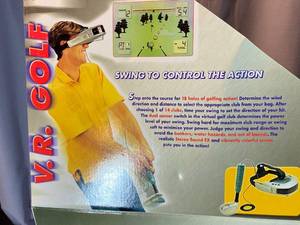 V.R. GOLF
SWING TO CONTROL THE ACTION
Step onto the course for 18 holes of golfing action! Determine the wind
direction and distance to select the appropriate club from your bag. After
choosing 1 of 14 clubs, time your swing to set the direction of your hit.
The dual sensor switch in the virtual golf club determines the power
level of your swing. Swing hard for maximum club range or swing
soft to minimize your power. Judge your swing and direction to
avoid the bunkers, water hazards, and out of bounds. The
realistic Stereo Sound FX and vibrantly colorful screen
puts you in the action!